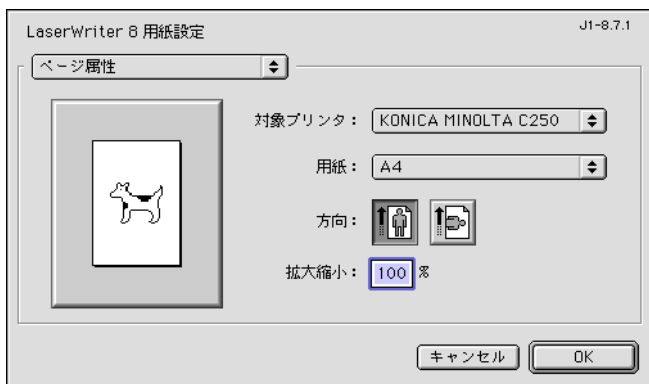 LaserWriter 8 用紙設定
J1-8.7.1
ページ属性
対象プリンタ： KONICA MINOLTA C250
用紙： A4
方向：
拡大縮小： 100 %
キャンセル OK